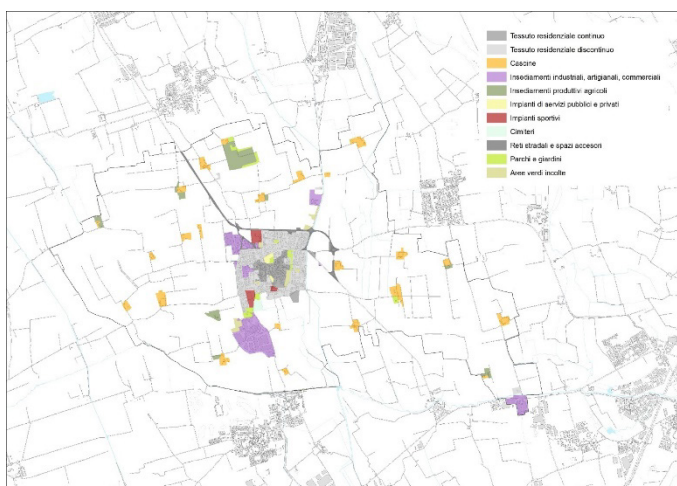 Tessuto residenziale continuo
Tessuto residenziale discontinuo
Cascine
Insediamenti industriali, artigianali, commerciali
Insediamenti produttivi agricoli
Impianti di servizi pubblici e privati
Impianti sportivi
Cimiteri
Reti stradali e spazi accesori
Parchi e giardini
Aree verdi incolte